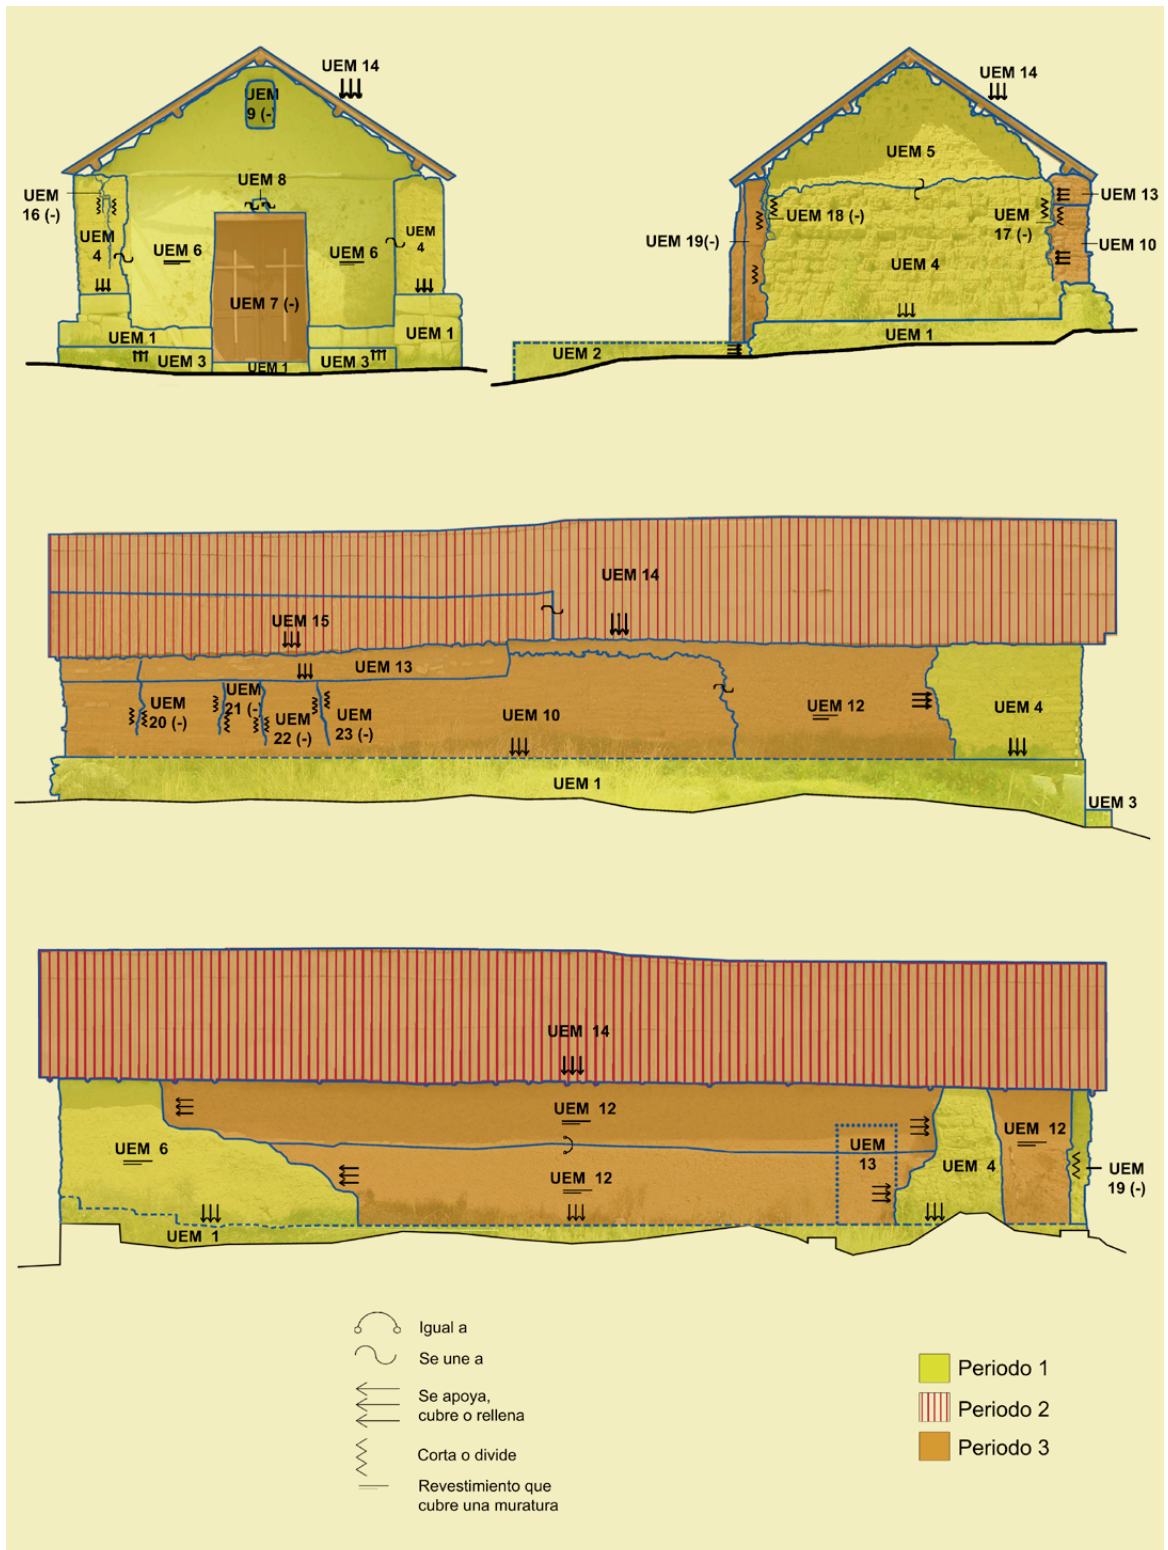 UEM 14
UEM
9 (-)
UEM 8
UEM
16 (-)
UEM
4
UEM 6
UEM 6
UEM
4
UEM 7 (-)
UEM 1
UEM 1
UEM 3
UEM 1
UEM 3
UEM 14
UEM 5
UEM 13
UEM 18 (-)
UEM
17 (-)
UEM 19(-)
UEM 10
UEM 4
UEM 1
UEM 2
UEM 14
UEM 15
UEM 13
UEM
20 (-)
UEM
21 (-)
UEM
22 (-)
UEM
23 (-)
UEM 10
UEM 12
UEM 4
UEM 1
UEM 3
UEM 14
UEM 12
UEM 6
UEM 12
UEM
13
UEM 4
UEM 12
UEM
19 (-)
UEM 1
Igual a
Se une a
Se apoya,
cubre o rellena
Corta o divide
Revestimiento que
cubre una muratura
Periodo 1
Periodo 2
Periodo 3